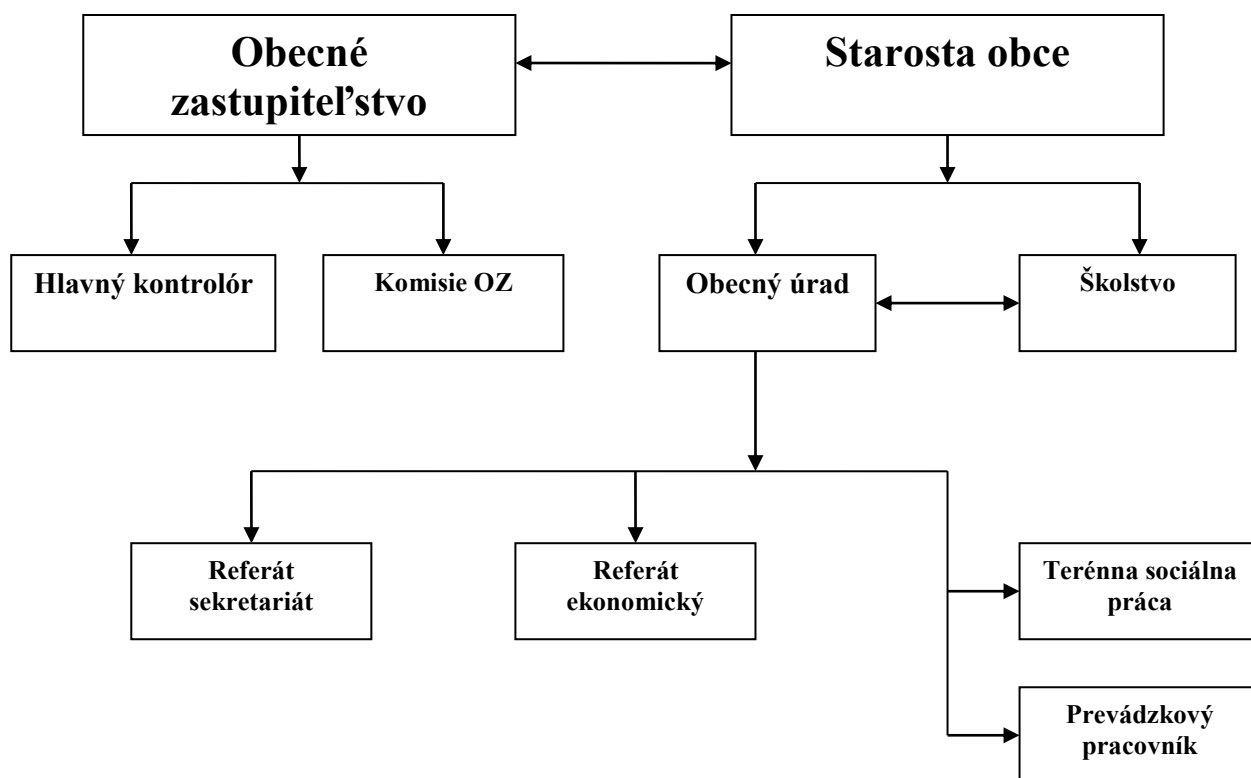 Obecné
zastupiteľstvo
Starosta obce
Hlavný kontrolór
Komisie OZ
Obecný úrad
Školstvo
Referát
sekretariát
Referát
ekonomický
Terénna sociálna
práca
Prevádzkový
pracovník